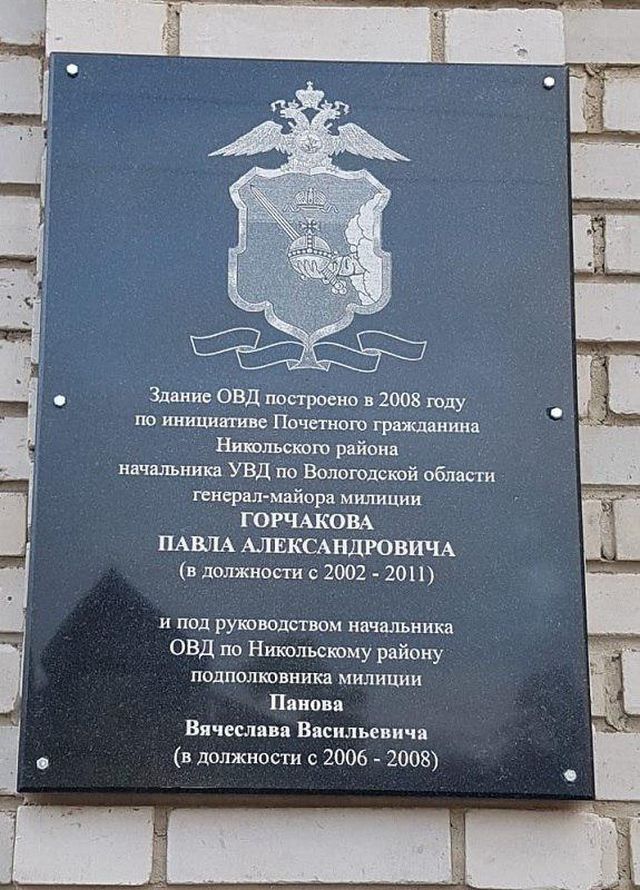 Здание ОВД построено в 2008 году
по инициативе Почетного гражданина
Никольского района
начальника УВД по Вологодской области
генерал-майора милиции
ГОРЧАКОВА
ПАВЛА АЛЕКСАНДРОВИЧА
(в должности с 2002 - 2011)
и под руководством начальника
ОВД по Никольскому району
подполковника милиции
Панова
Вячеслава Васильевича
(в должности с 2006 - 2008)